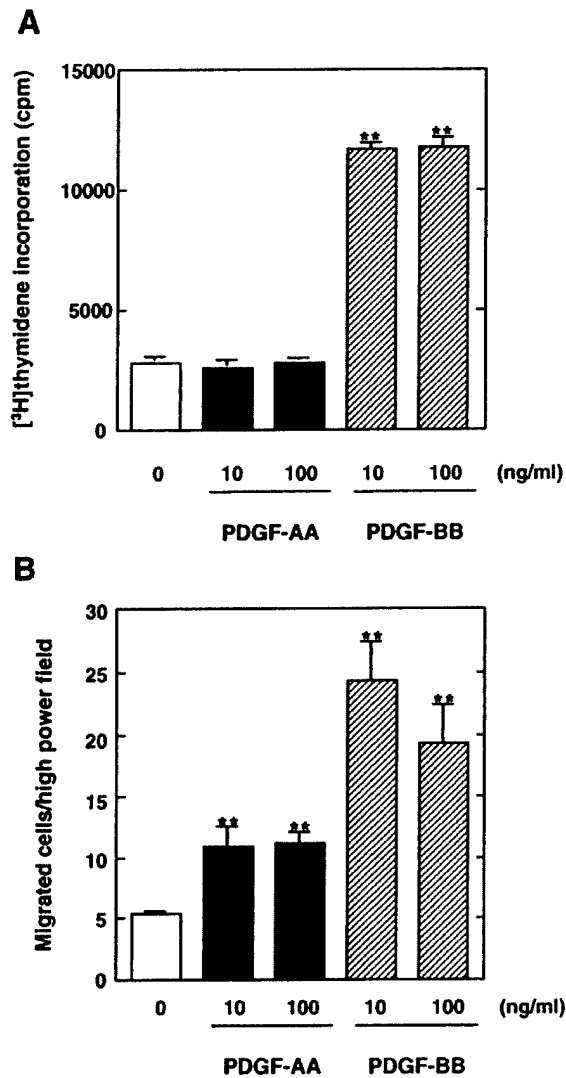 A
[³H]thymidene incorporation (cpm)
15000
10000
5000
0
** **
0 10 100 10 100 (ng/ml)
PDGF-AA PDGF-BB
B
Migrated cells/high power field
30
25
20
15
10
5
0
** ** ** **
0 10 100 10 100 (ng/ml)
PDGF-AA PDGF-BB